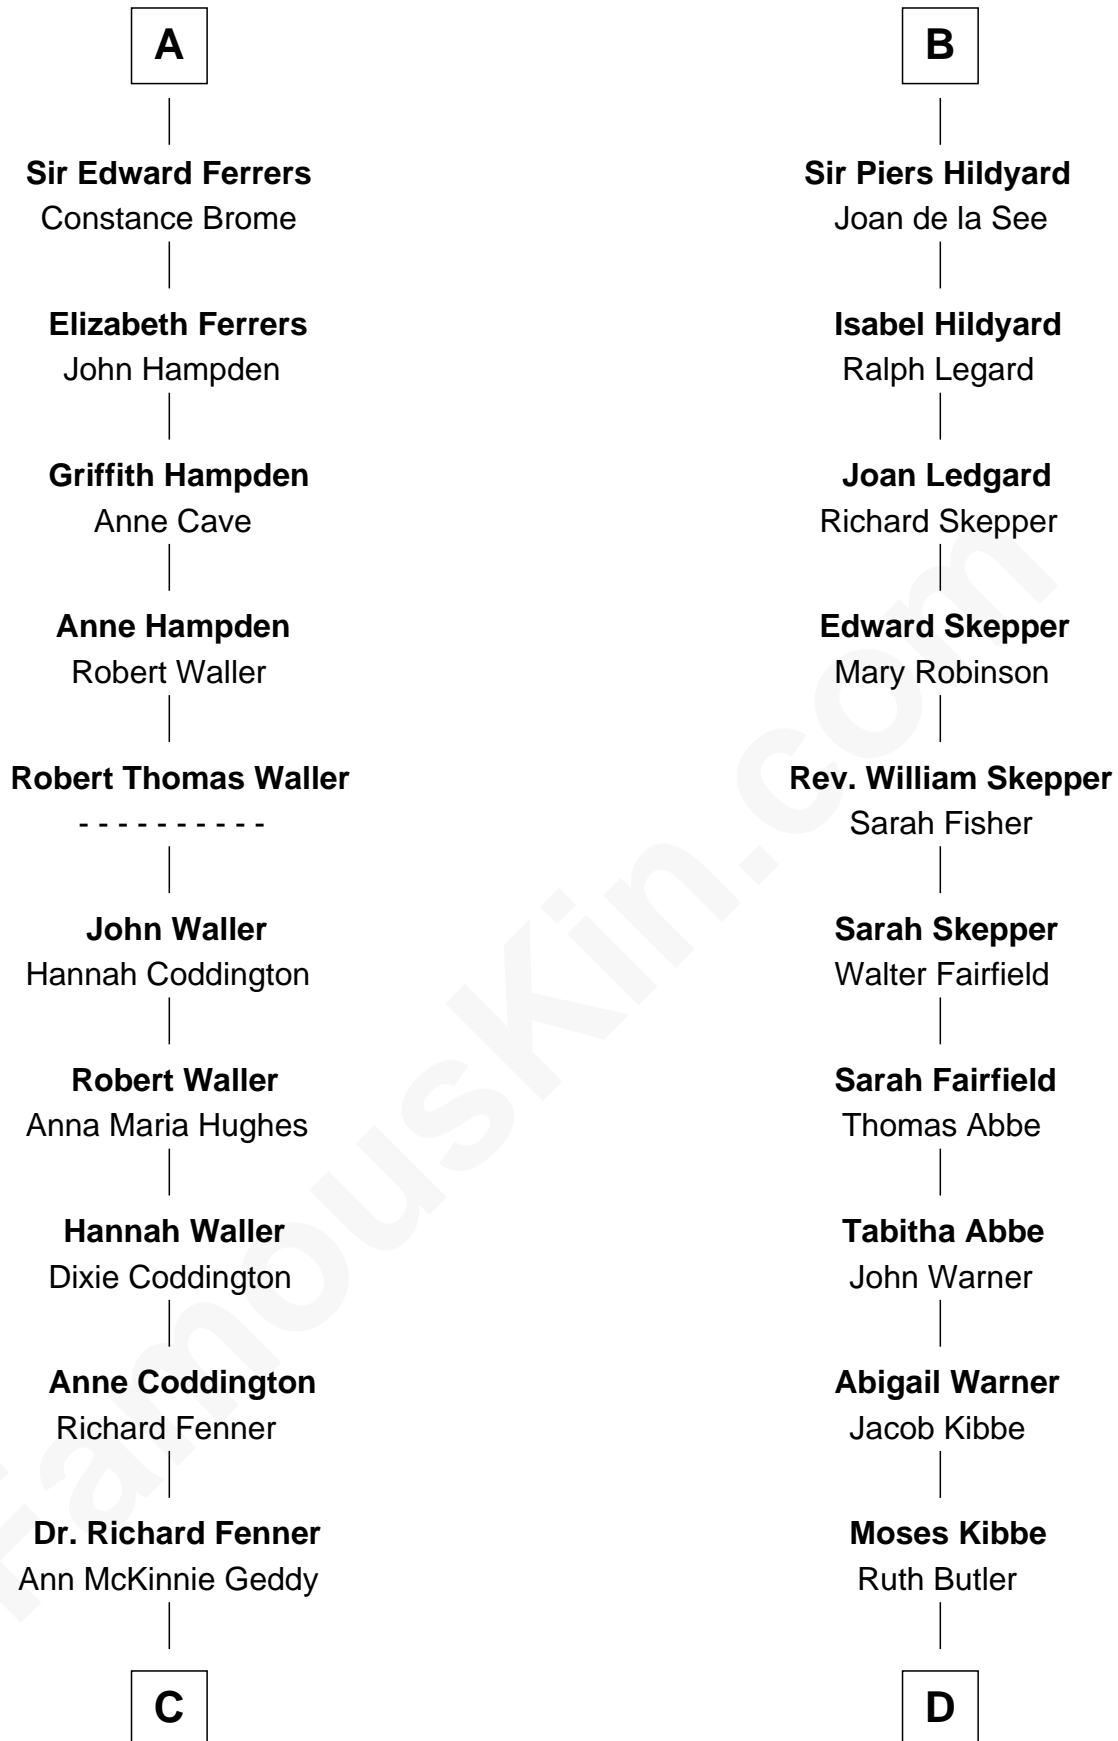 A
Sir Edward Ferrers
Constance Brome
Elizabeth Ferrers
John Hampden
Griffith Hampden
Anne Cave
Anne Hampden
Robert Waller
Robert Thomas Waller
- - - - - - - - - -
John Waller
Hannah Coddington
Robert Waller
Anna Maria Hughes
Hannah Waller
Dixie Coddington
Anne Coddington
Richard Fenner
Dr. Richard Fenner
Ann McKinnie Geddy
C
B
Sir Piers Hildyard
Joan de la See
Isabel Hildyard
Ralph Legard
Joan Ledgard
Richard Skepper
Edward Skepper
Mary Robinson
Rev. William Skepper
Sarah Fisher
Sarah Skepper
Walter Fairfield
Sarah Fairfield
Thomas Abbe
Tabitha Abbe
John Warner
Abigail Warner
Jacob Kibbe
Moses Kibbe
Ruth Butler
D
FamousKin.com